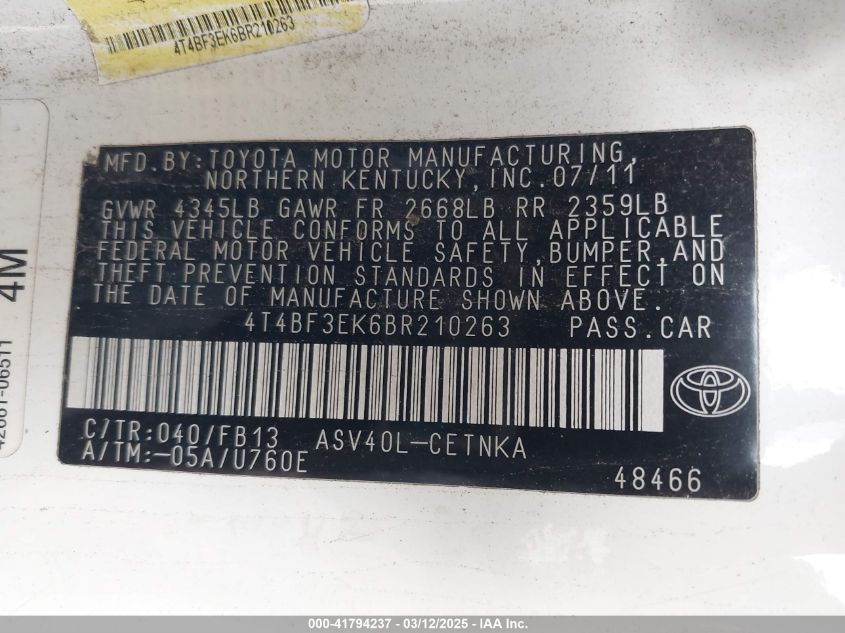 4T4BF3EK6BR210263
MFD.BY:TOYOTA MOTOR MANUFACTURING,
NORTHERN KENTUCKY,INC.07/11
GVWR 4345LB GAWR FR 2668LB RR 2359LB
THIS VEHICLE CONFORMS TO ALL APPLICABLE
FEDERAL MOTOR VEHICLE SAFETY,BUMPER,AND
THEFT PREVENTION STANDARDS IN EFFECT ON
THE DATE OF MANUFACTURE SHOWN ABOVE.
4T4BF3EK6BR210263 PASS.CAR
C/TR:040/FB13 ASV40L-CETNKA
A/TM:-05A/U760E
48466
4M
42661-06511
000-41794237 - 03/12/2025 - IAA Inc.